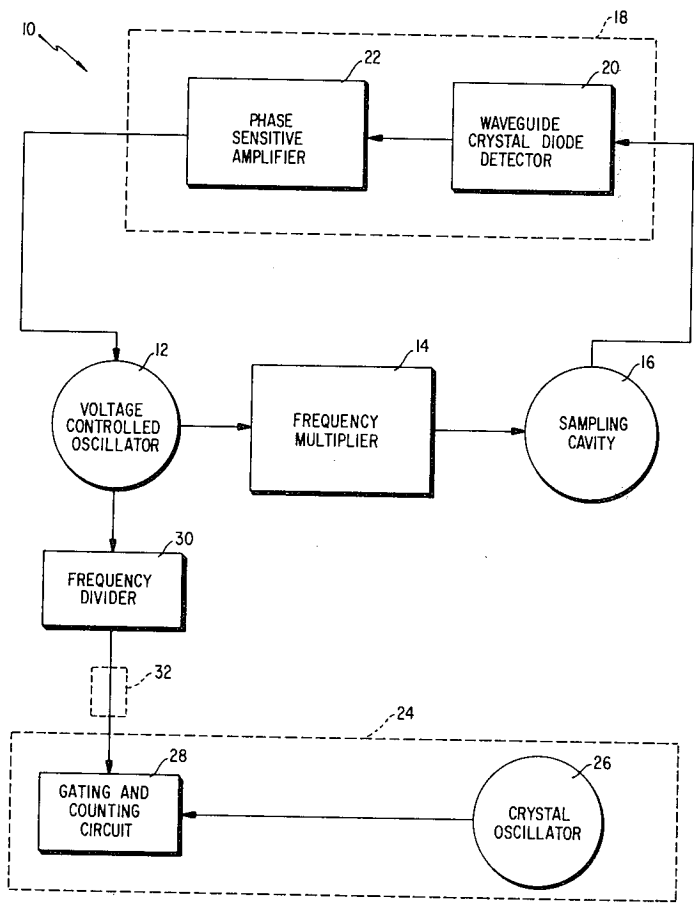 10
18
22
20
PHASE
SENSITIVE
AMPLIFIER
WAVEGUIDE
CRYSTAL DIODE
DETECTOR
12
14
16
VOLTAGE
CONTROLLED
OSCILLATOR
FREQUENCY
MULTIPLIER
SAMPLING
CAVITY
30
FREQUENCY
DIVIDER
32
24
28
26
GATING AND
COUNTING
CIRCUIT
CRYSTAL
OSCILLATOR